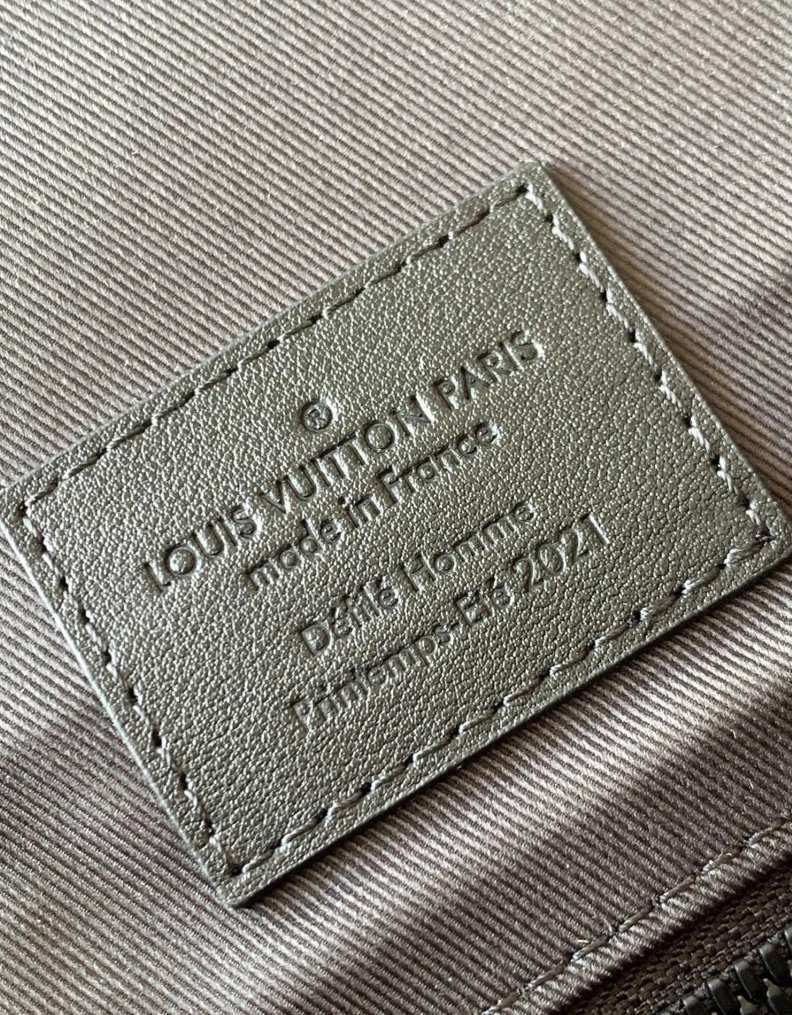 ®
LOUIS VUITTON PARIS
made in France
Défilé Homme
Printemps-Eté 2021